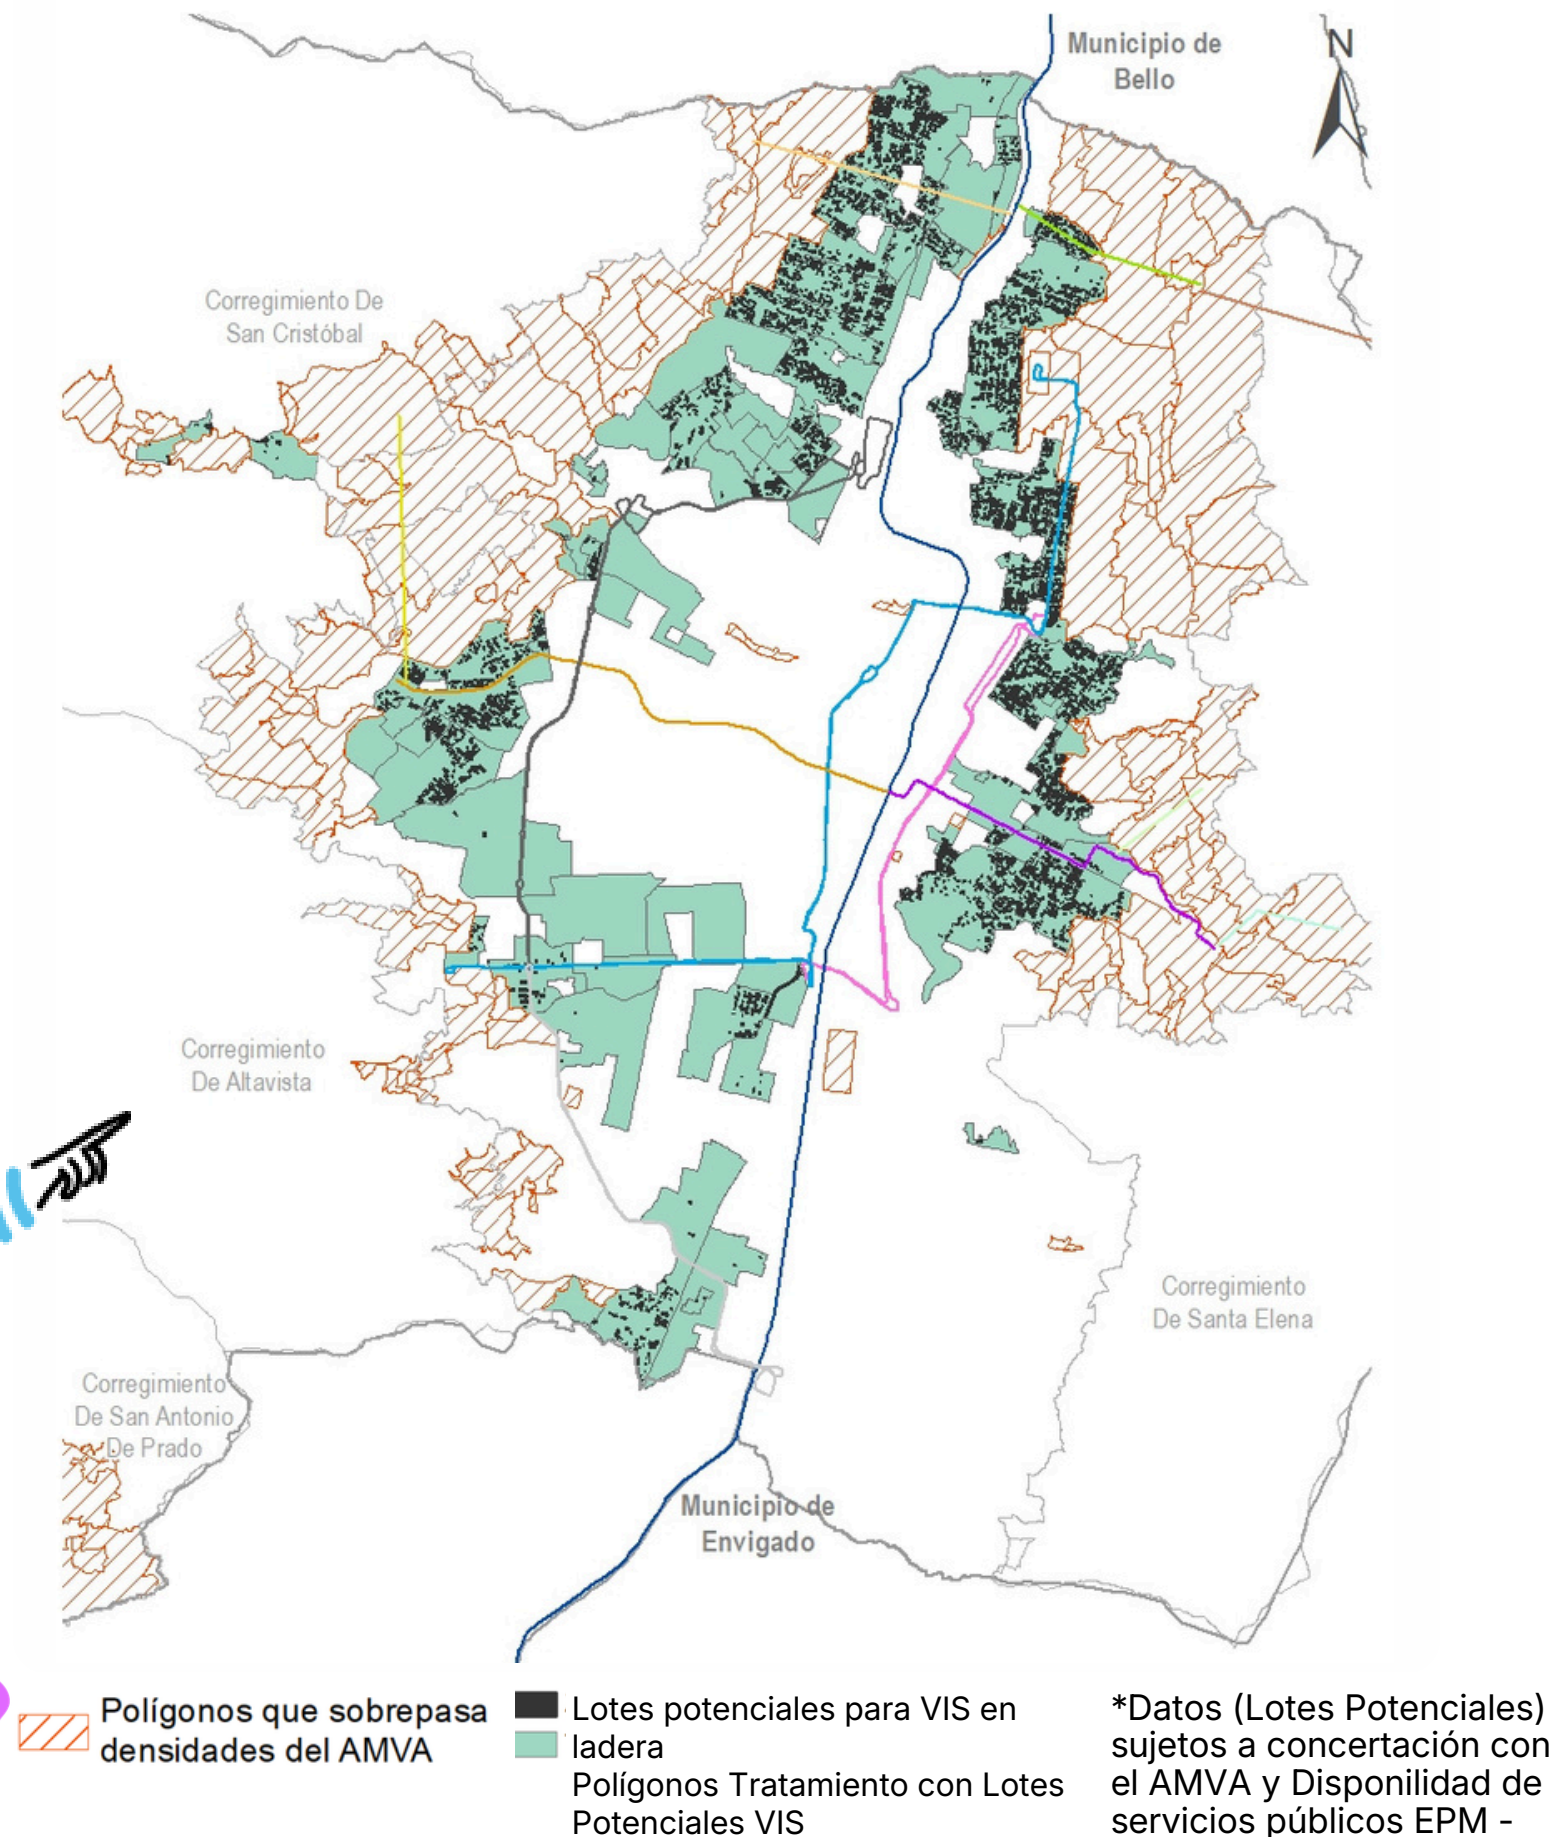 Municipio de
Bello
N
Corregimiento De
San Cristóbal
Corregimiento
De Altavista
Corregimiento
De Santa Elena
Corregimiento
De San Antonio
De Prado
Municipio de
Envigado
Polígonos que sobrepasa
densidades del AMVA
Lotes potenciales para VIS en
ladera
Polígonos Tratamiento con Lotes
Potenciales VIS
*Datos (Lotes Potenciales)
sujetos a concertación con
el AMVA y Disponilidad de
servicios públicos EPM -